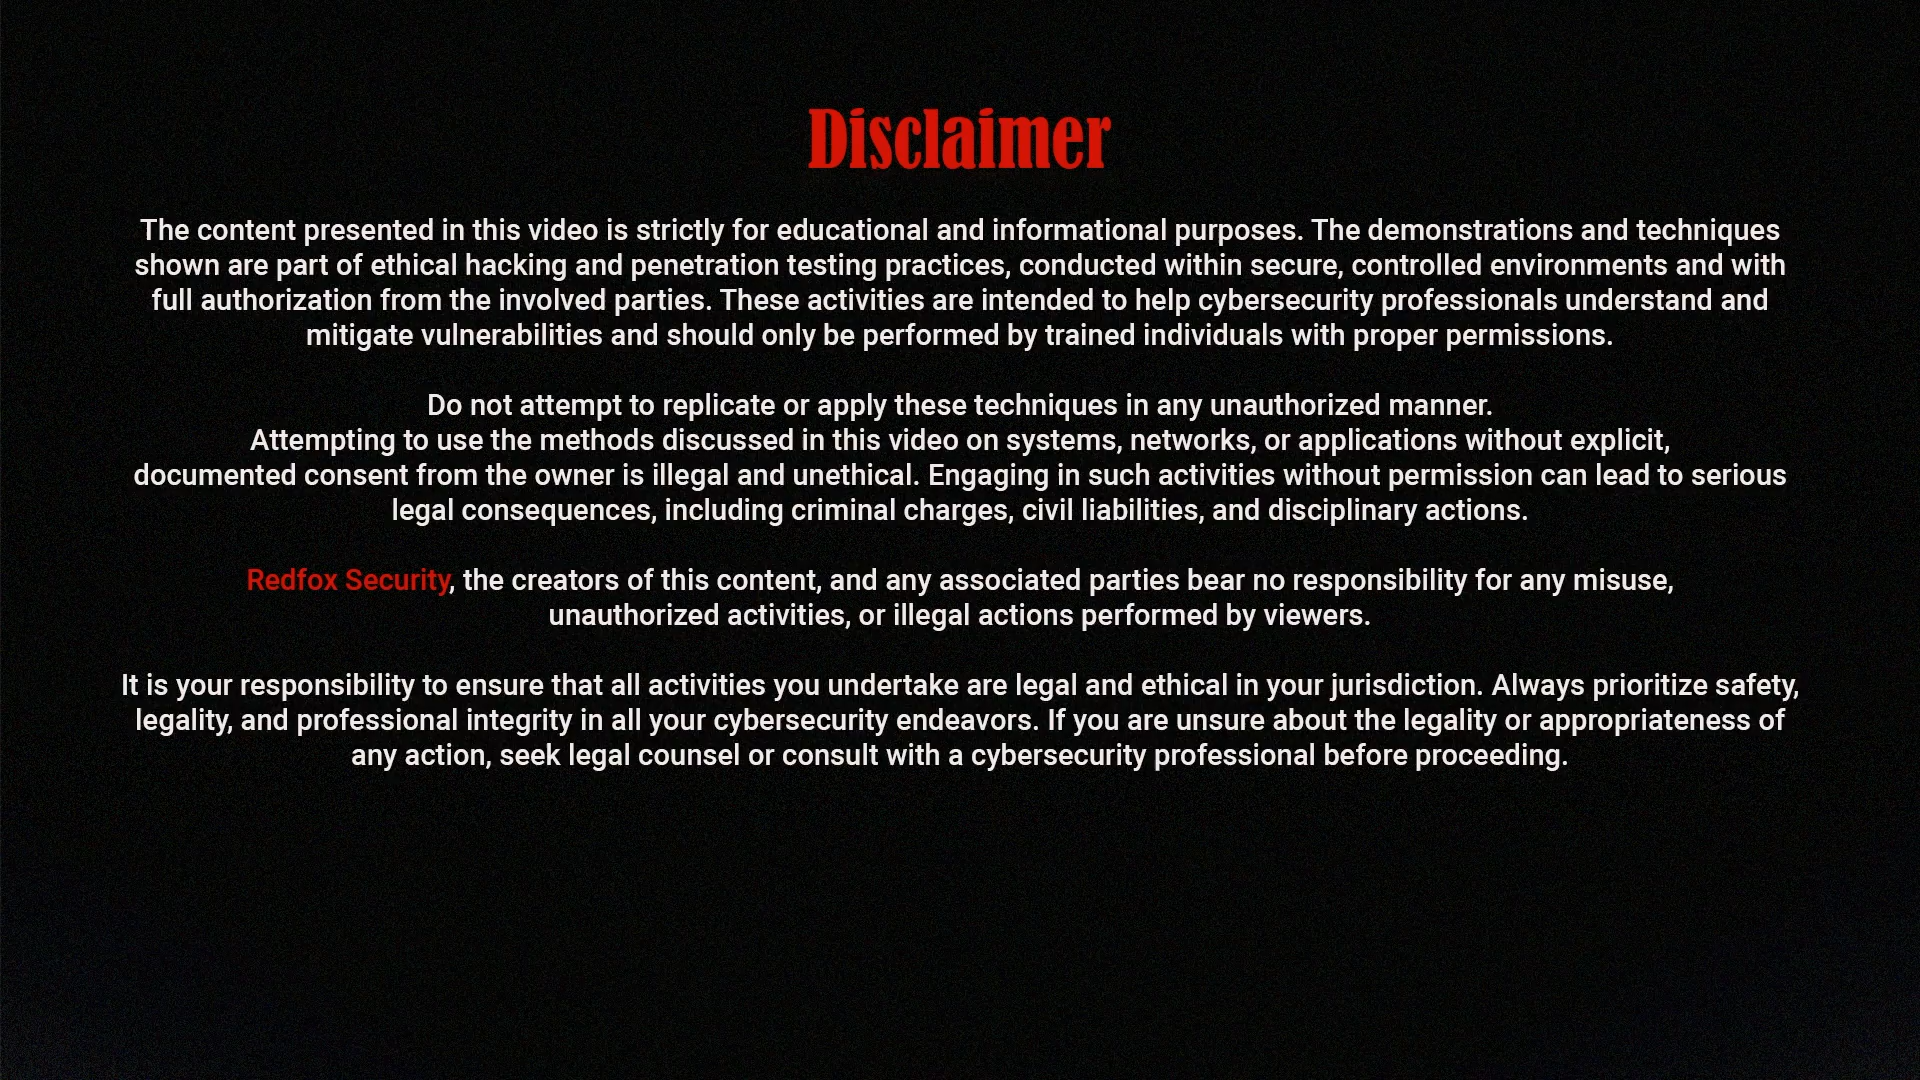 Disclaimer
The content presented in this video is strictly for educational and informational purposes. The demonstrations and techniques
shown are part of ethical hacking and penetration testing practices, conducted within secure, controlled environments and with
full authorization from the involved parties. These activities are intended to help cybersecurity professionals understand and
mitigate vulnerabilities and should only be performed by trained individuals with proper permissions.
Do not attempt to replicate or apply these techniques in any unauthorized manner.
Attempting to use the methods discussed in this video on systems, networks, or applications without explicit,
documented consent from the owner is illegal and unethical. Engaging in such activities without permission can lead to serious
legal consequences, including criminal charges, civil liabilities, and disciplinary actions.
Redfox Security, the creators of this content, and any associated parties bear no responsibility for any misuse,
unauthorized activities, or illegal actions performed by viewers.
It is your responsibility to ensure that all activities you undertake are legal and ethical in your jurisdiction. Always prioritize safety,
legality, and professional integrity in all your cybersecurity endeavors. If you are unsure about the legality or appropriateness of
any action, seek legal counsel or consult with a cybersecurity professional before proceeding.